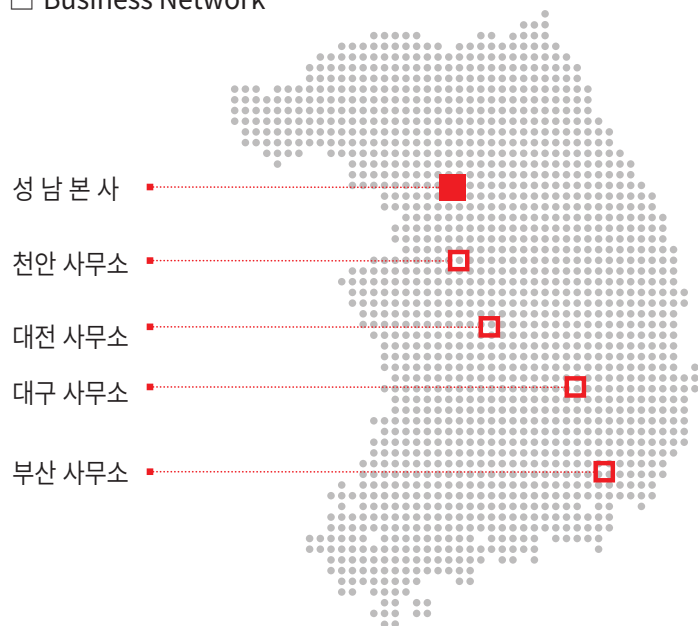 □ Business Network
성 남 본 사
천안 사무소
대전 사무소
대구 사무소
부산 사무소